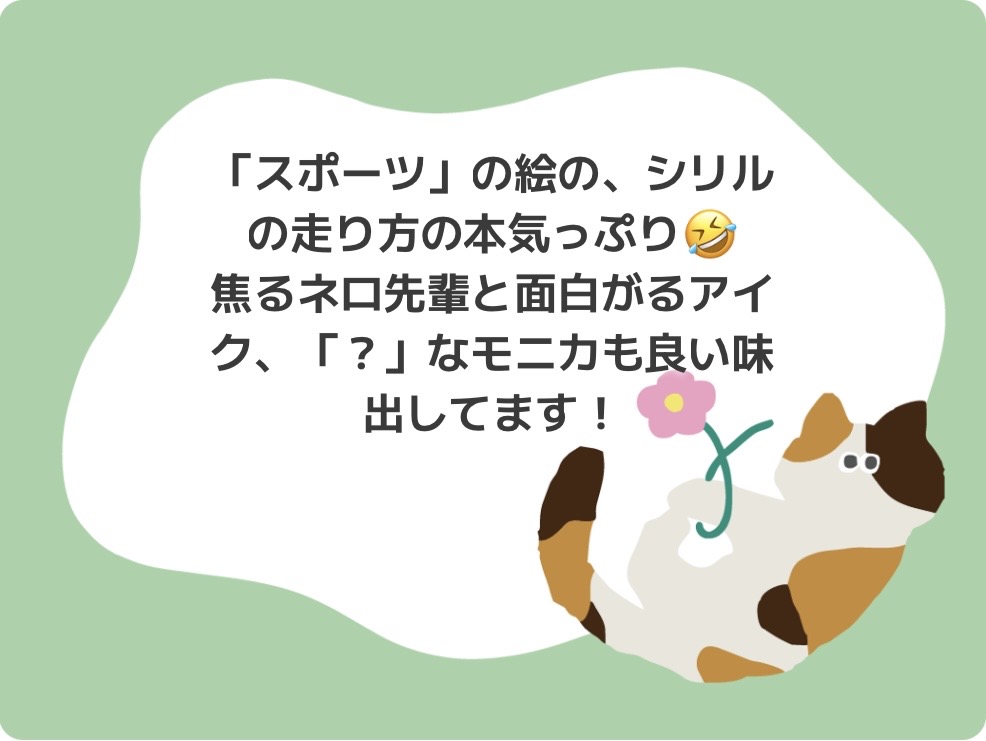 「スポーツ」の絵の、シリル
の走り方の本気っぷり🤣
焦るネロ先輩と面白がるアイ
ク、「？」なモニカも良い味
出してます！